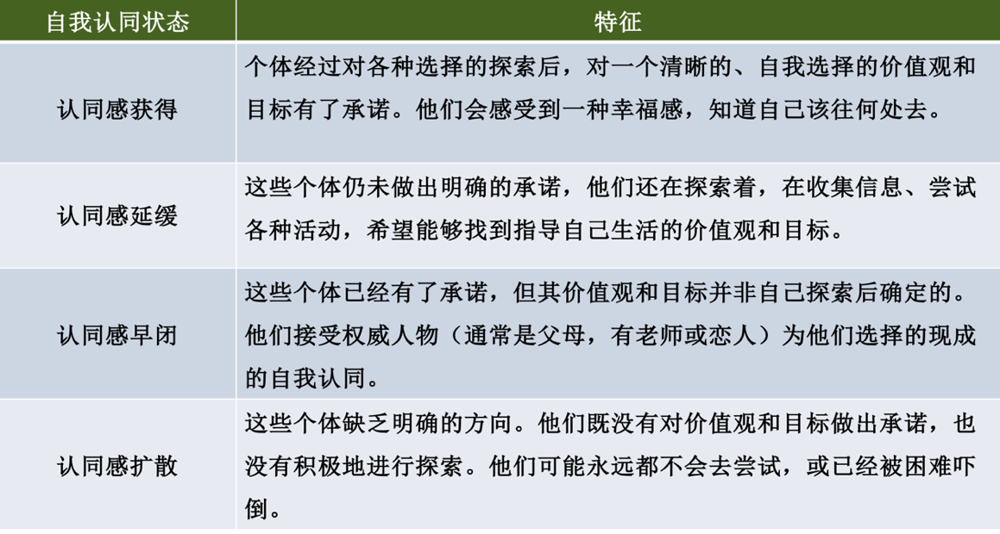 自我认同状态
特征
认同感获得
个体经过对各种选择的探索后，对一个清晰的、自我选择的价值观和
目标有了承诺。他们会感受到一种幸福感，知道自己该往何处去。
认同感延缓
这些个体仍未做出明确的承诺，他们还在探索着，在收集信息、尝试
各种活动，希望能够找到指导自己生活的价值观和目标。
认同感早闭
这些个体已经有了承诺，但其价值观和目标并非自己探索后确定的。
他们接受权威人物（通常是父母，有老师或恋人）为他们选择的现成
的自我认同。
认同感扩散
这些个体缺乏明确的方向。他们既没有对价值观和目标做出承诺，也
没有积极地进行探索。他们可能永远都不会去尝试，或已经被困难吓
倒。